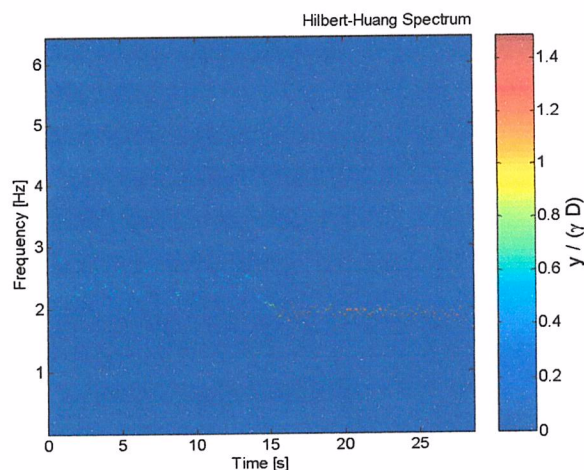 Hilbert-Huang Spectrum
6
5
4
3
2
1
Frequency [Hz]
0 5 10 15 20 25
Time [s]
1.4
1.2
1
0.8
0.6
0.4
0.2
0
y / (γ D)